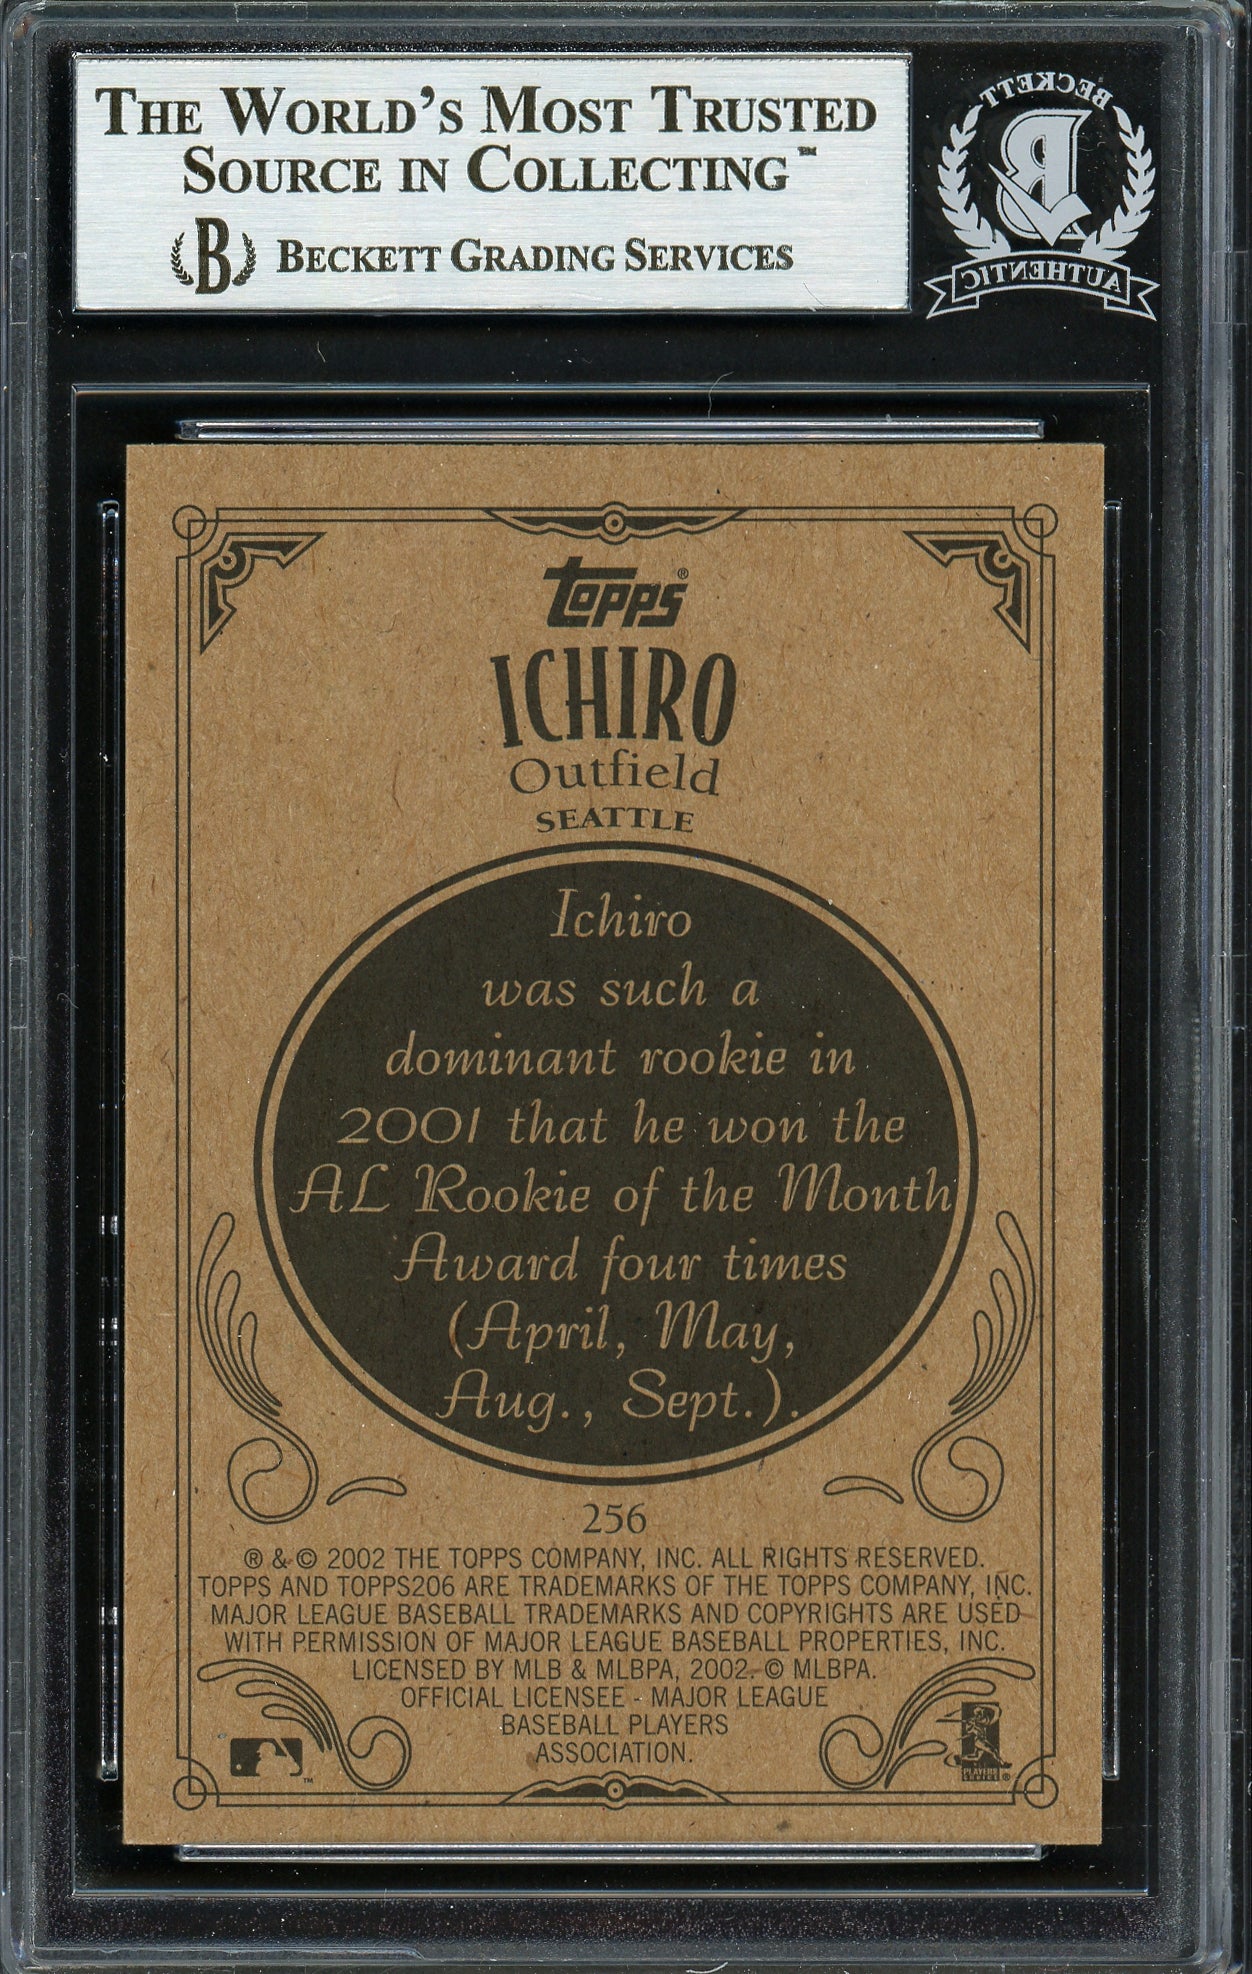 THE WORLD'S MOST TRUSTED
SOURCE IN COLLECTING™
B BECKETT GRADING SERVICES
BECKETT
B
AUTHENTIC
topps®
ICHIRO
Outfield
SEATTLE
Ichiro
was such a
dominant rookie in
2001 that he won the
AL Rookie of the Month
Award four times
(April, May,
Aug., Sept.).
256
® & © 2002 THE TOPPS COMPANY, INC. ALL RIGHTS RESERVED.
TOPPS AND TOPPS206 ARE TRADEMARKS OF THE TOPPS COMPANY, INC.
MAJOR LEAGUE BASEBALL TRADEMARKS AND COPYRIGHTS ARE USED
WITH PERMISSION OF MAJOR LEAGUE BASEBALL PROPERTIES, INC.
LICENSED BY MLB & MLBPA, 2002. © MLBPA.
OFFICIAL LICENSEE - MAJOR LEAGUE
BASEBALL PLAYERS
ASSOCIATION.
™
PLAYERS
CHOICE ®